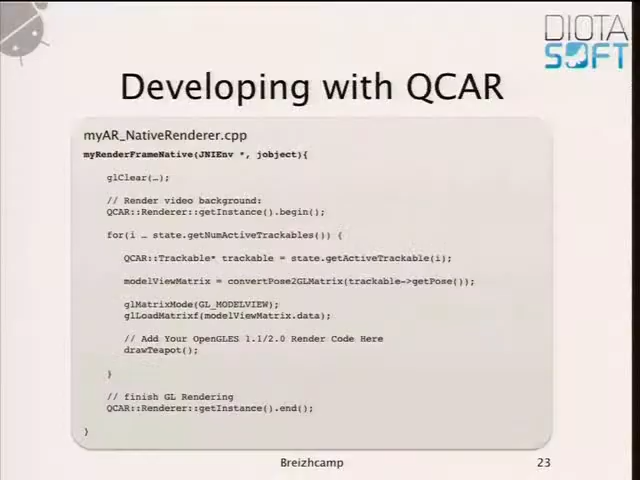 DIOTA
SOFT
Developing with QCAR
myAR_NativeRenderer.cpp
myRenderFrameNative(JNIEnv *, jobject){
glClear(…);
// Render video background:
QCAR::Renderer::getInstance().begin();
for(i … state.getNumActiveTrackables()) {
QCAR::Trackable* trackable = state.getActiveTrackable(i);
modelViewMatrix = convertPose2GLMatrix(trackable->getPose());
glMatrixMode(GL_MODELVIEW);
glLoadMatrixf(modelViewMatrix.data);
// Add Your OpenGLES 1.1/2.0 Render Code Here
drawTeapot();
}
// finish GL Rendering
QCAR::Renderer::getInstance().end();
}
Breizhcamp 23